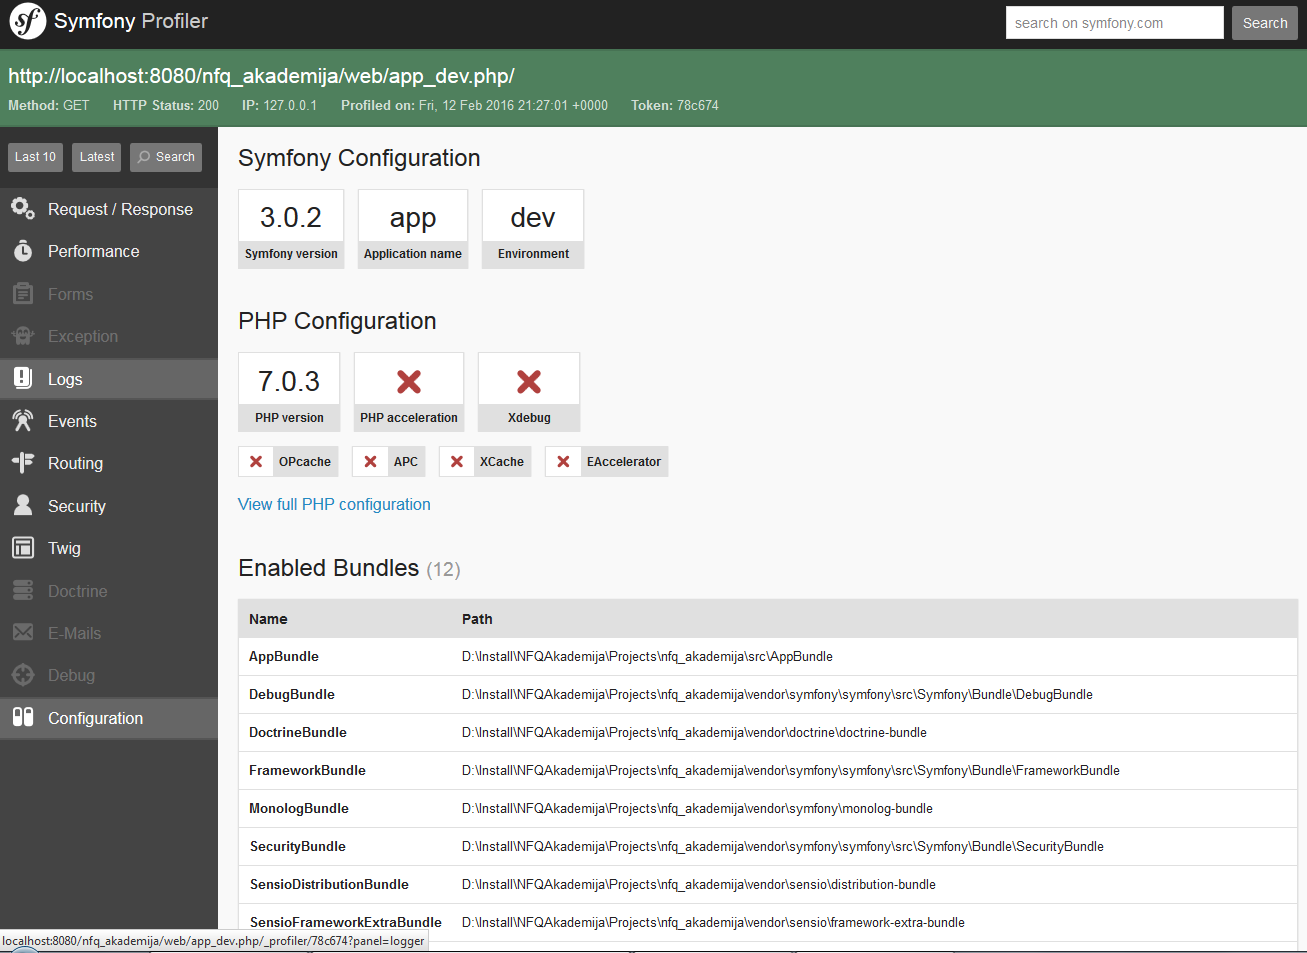 Symfony Profiler
search on symfony.com
Search
http://localhost:8080/nfq_akademija/web/app_dev.php/
Method: GET HTTP Status: 200 IP: 127.0.0.1 Profiled on: Fri, 12 Feb 2016 21:27:01 +0000 Token: 78c674
Last 10 Latest Search
Request / Response
Performance
Forms
Exception
Logs
Events
Routing
Security
Twig
Doctrine
E-Mails
Debug
Configuration
Symfony Configuration
3.0.2 app dev
Symfony version Application name Environment
PHP Configuration
7.0.3
PHP version PHP acceleration Xdebug
OPcache APC XCache EAccelerator
View full PHP configuration
Enabled Bundles (12)
Name Path
AppBundle D:\Install\NFQAkademija\Projects\nfq_akademija\src\AppBundle
DebugBundle D:\Install\NFQAkademija\Projects\nfq_akademija\vendor\symfony\symfony\src\Symfony\Bundle\DebugBundle
DoctrineBundle D:\Install\NFQAkademija\Projects\nfq_akademija\vendor\doctrine\doctrine-bundle
FrameworkBundle D:\Install\NFQAkademija\Projects\nfq_akademija\vendor\symfony\symfony\src\Symfony\Bundle\FrameworkBundle
MonologBundle D:\Install\NFQAkademija\Projects\nfq_akademija\vendor\symfony\monolog-bundle
SecurityBundle D:\Install\NFQAkademija\Projects\nfq_akademija\vendor\symfony\symfony\src\Symfony\Bundle\SecurityBundle
SensioDistributionBundle D:\Install\NFQAkademija\Projects\nfq_akademija\vendor\sensio\distribution-bundle
SensioFrameworkExtraBundle D:\Install\NFQAkademija\Projects\nfq_akademija\vendor\sensio\framework-extra-bundle
localhost:8080/nfq_akademija/web/app_dev.php/_profiler/78c674?panel=logger